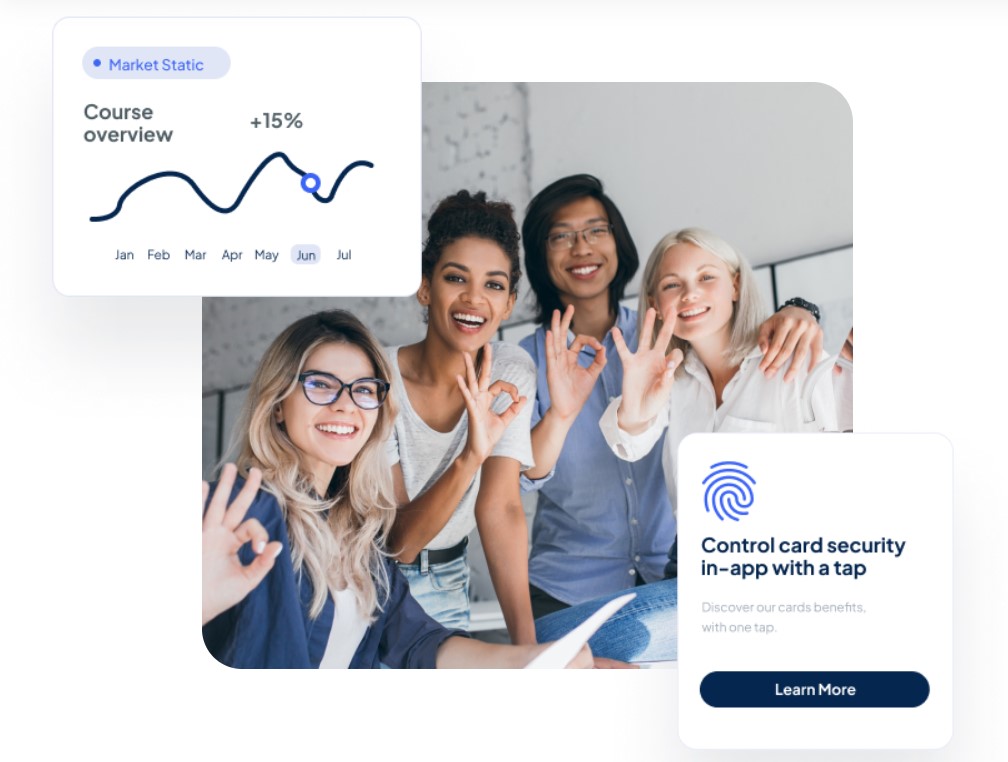 Market Static
Course
overview
+15%
Jan Feb Mar Apr May Jun Jul
Control card security
in-app with a tap
Discover our cards benefits,
with one tap.
Learn More